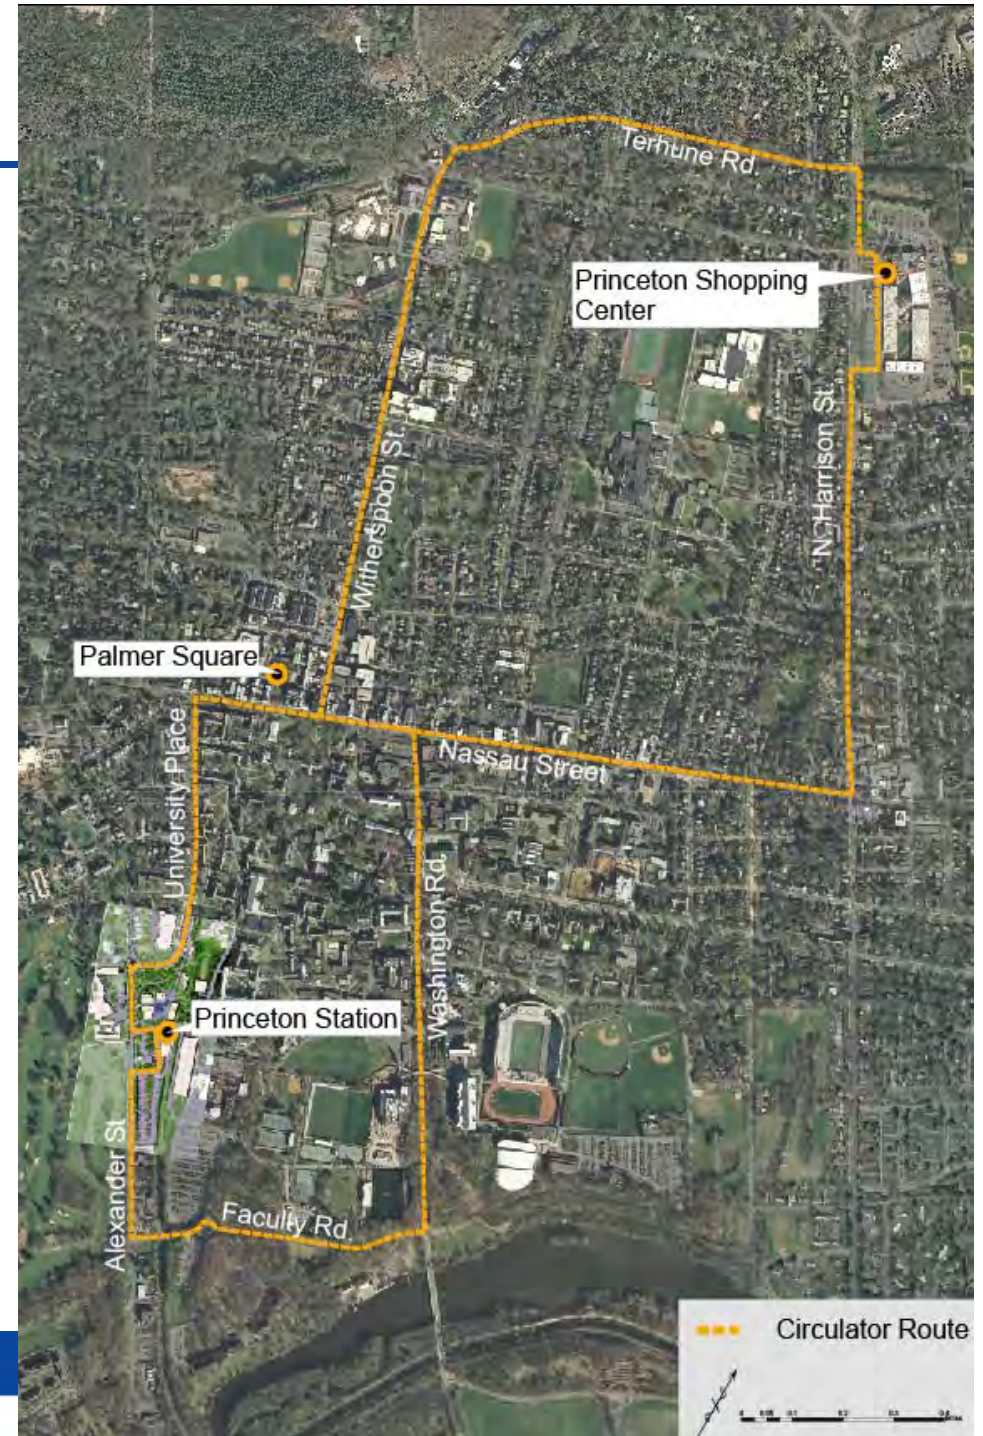 Terhune Rd.
Princeton Shopping
Center
N. Harrison St.
Witherspoon St.
Palmer Square
Nassau Street
University Place
Washington Rd.
Princeton Station
Alexander St.
Faculty Rd.
Circulator Route